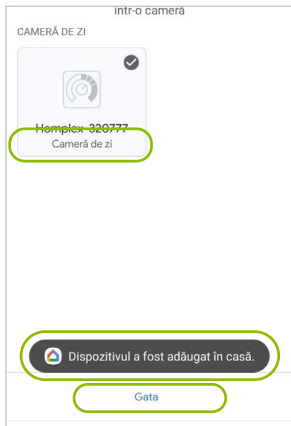 într-o cameră
CAMERĂ DE ZI
Homplex-320777
Cameră de zi
Dispozitivul a fost adăugat în casă.
Gata